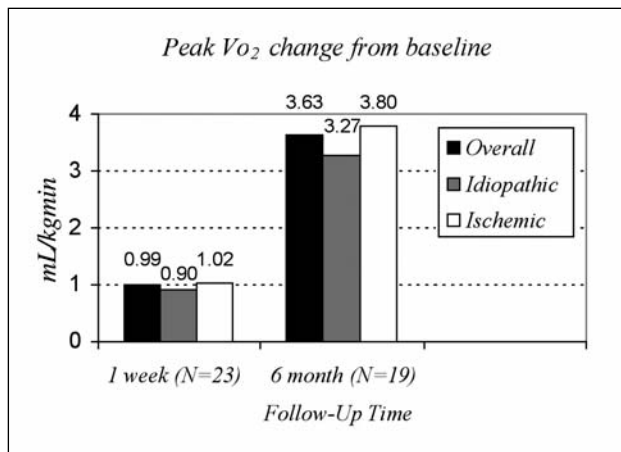 Peak Vo₂ change from baseline
mL/kgmin
4
3
2
1
0
0.99
0.90
1.02
3.63
3.27
3.80
Overall
Idiopathic
Ischemic
1 week (N=23)
6 month (N=19)
Follow-Up Time